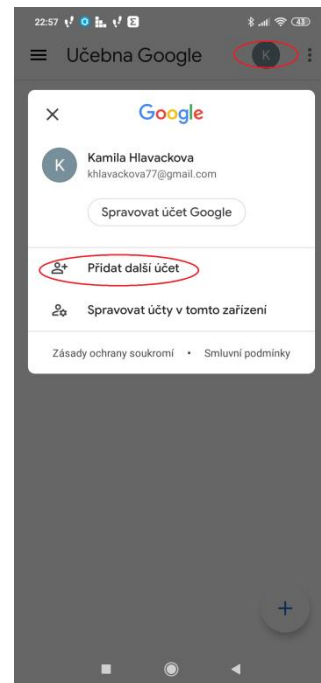 22:57
Učebna Google
K
Google
K
Kamila Hlavackova
khlavackova77@gmail.com
Spravovat účet Google
Přidat další účet
Spravovat účty v tomto zařízení
Zásady ochrany soukromí • Smluvní podmínky
+